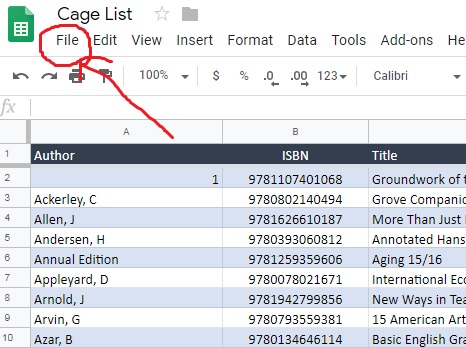 Cage List
File Edit View Insert Format Data Tools Add-ons He
100% $ % .0 .00 123 Calibri
fx
A B
1 Author ISBN Title
2 1 9781107401068 Groundwork of t
3 Ackerley, C 9780802140494 Grove Companio
4 Allen, J 9781626610187 More Than Just
5 Andersen, H 9780393060812 Annotated Hans
6 Annual Edition 9781259359606 Aging 15/16
7 Appleyard, D 9780078021671 International Eco
8 Arnold, J 9781942799856 New Ways in Tea
9 Arvin, G 9780793559381 15 American Art
10 Azar, B 9780134646114 Basic English Gra